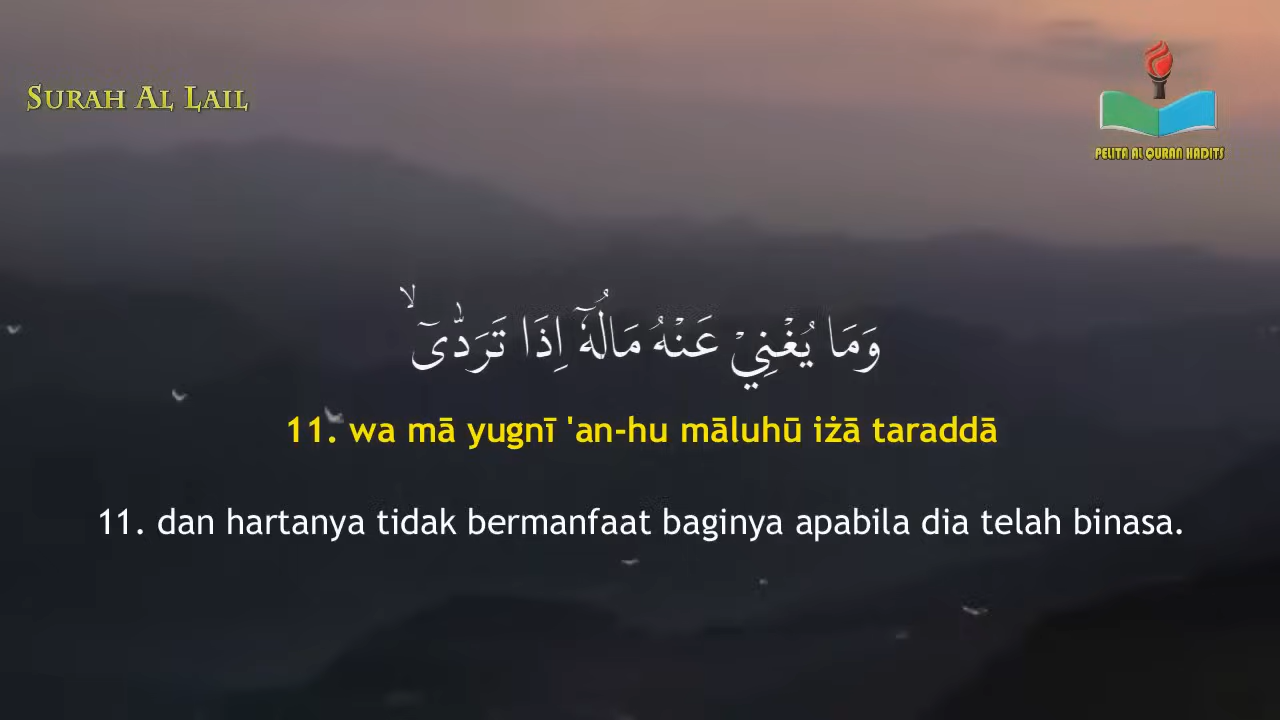 SURAH AL LAIL
PELITA AL QURAN HADITS
وَمَا يُغْنِيْ عَنْهُ مَالُهٗٓ اِذَا تَرَدّٰىٓۙ
11. wa mā yugnī 'an-hu māluhū iżā taraddā
11. dan hartanya tidak bermanfaat baginya apabila dia telah binasa.